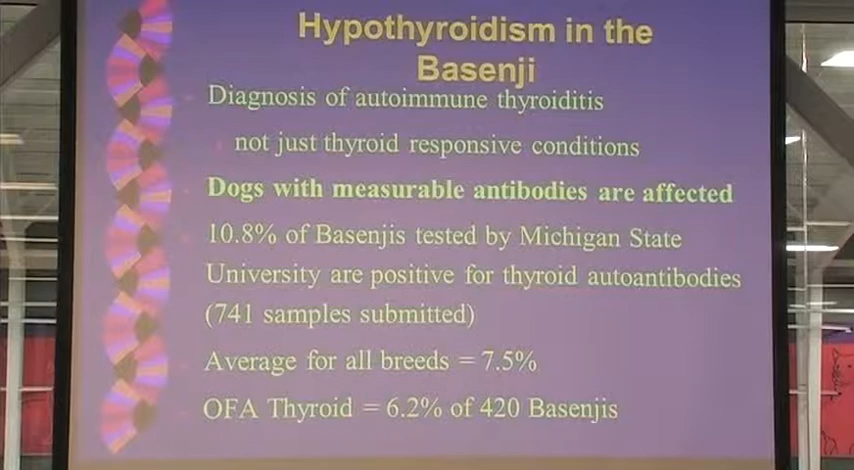 Hypothyroidism in the
Basenji
Diagnosis of autoimmune thyroiditis
not just thyroid responsive conditions
Dogs with measurable antibodies are affected
10.8% of Basenjis tested by Michigan State
University are positive for thyroid autoantibodies
(741 samples submitted)
Average for all breeds = 7.5%
OFA Thyroid = 6.2% of 420 Basenjis